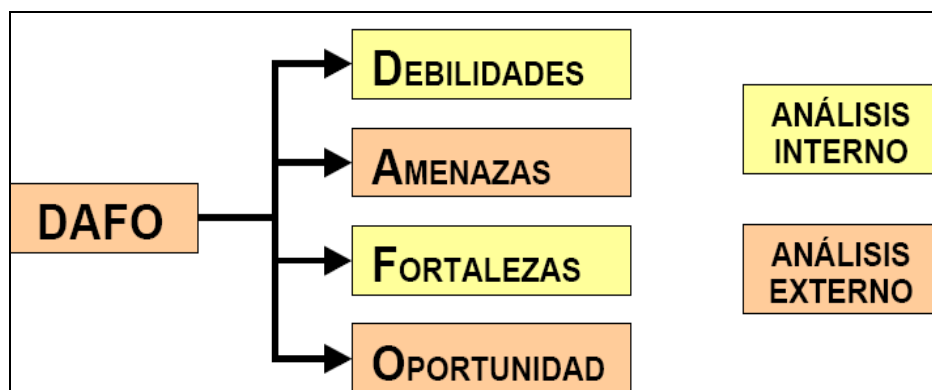 DAFO
DEBILIDADES
AMENAZAS
FORTALEZAS
OPORTUNIDAD
ANÁLISIS
INTERNO
ANÁLISIS
EXTERNO